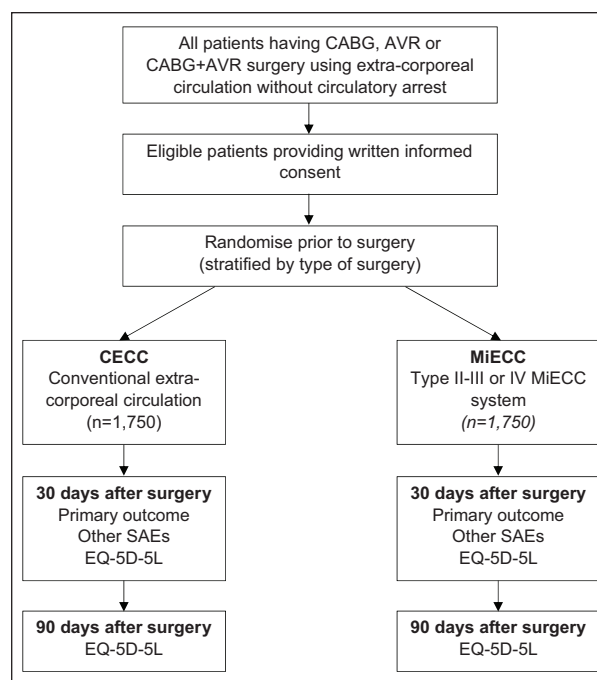 All patients having CABG, AVR or
CABG+AVR surgery using extra-corporeal
circulation without circulatory arrest
Eligible patients providing written informed
consent
Randomise prior to surgery
(stratified by type of surgery)
CECC
Conventional extra-
corporeal circulation
(n=1,750)
MiECC
Type II-III or IV MiECC
system
(n=1,750)
30 days after surgery
Primary outcome
Other SAEs
EQ-5D-5L
30 days after surgery
Primary outcome
Other SAEs
EQ-5D-5L
90 days after surgery
EQ-5D-5L
90 days after surgery
EQ-5D-5L